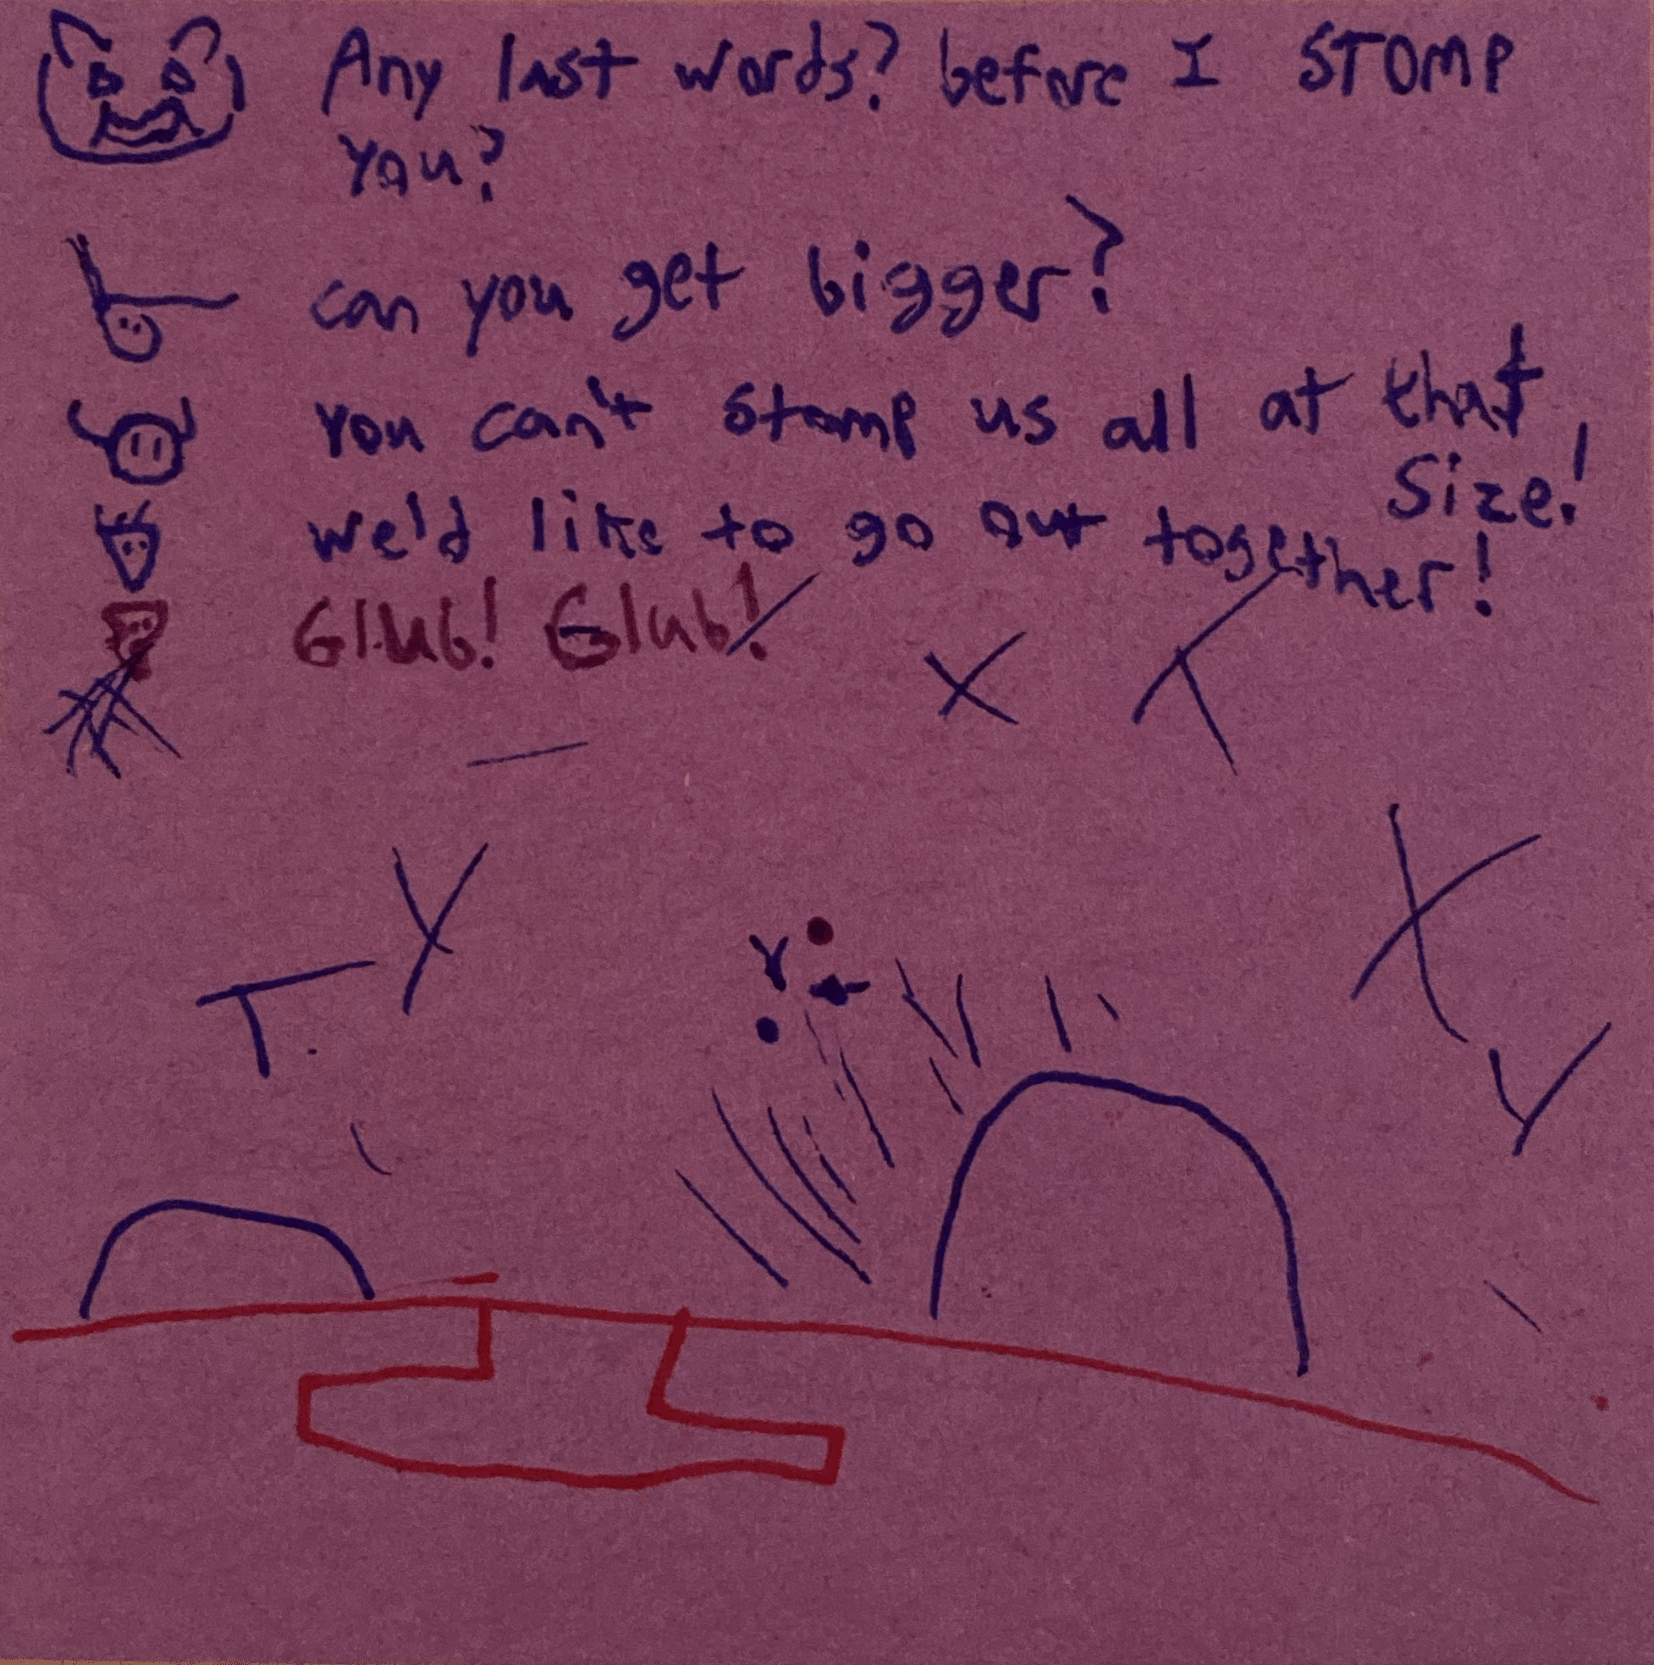 Any last words? before I STOMP
You?
can you get bigger?
You can't stomp us all at that
size!
we'd like to go out together!
Glub! Glub!